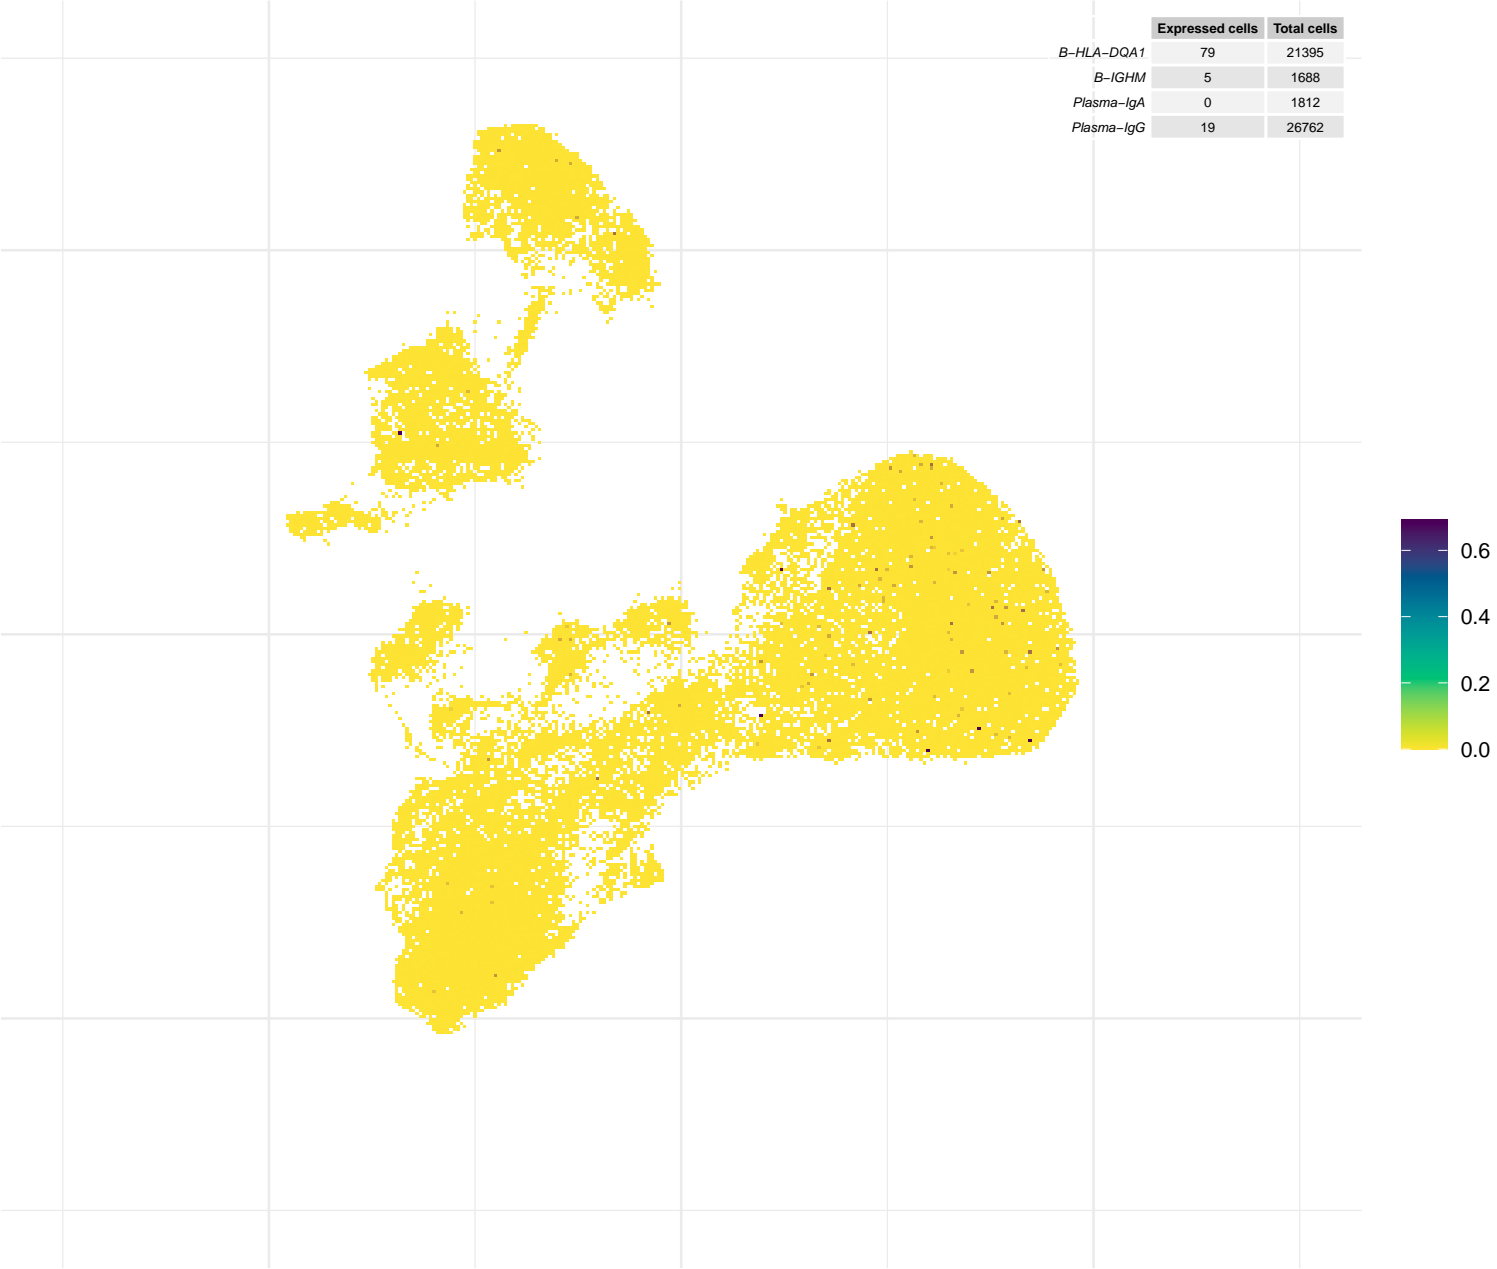 Expressed cells Total cells
B−HLA−DQA1 79 21395
B−IGHM 5 1688
Plasma−IgA 0 1812
Plasma−IgG 19 26762
0.6
0.4
0.2
0.0